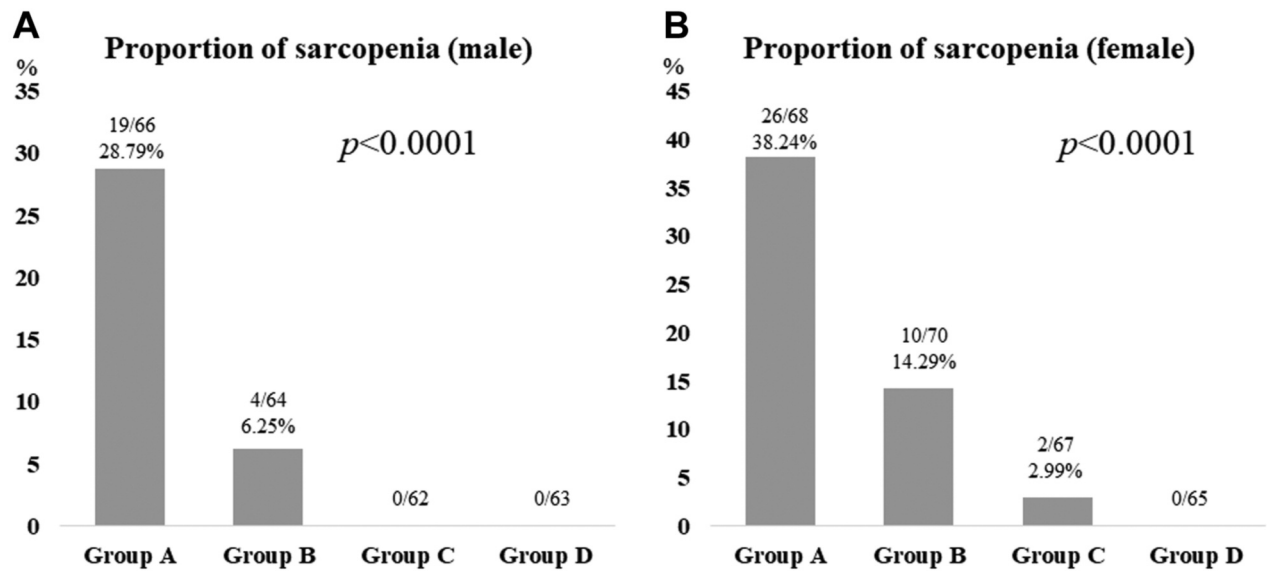 A
Proportion of sarcopenia (male)
%
35
30
25
20
15
10
5
0
19/66
28.79%
p<0.0001
4/64
6.25%
0/62
0/63
Group A
Group B
Group C
Group D
B
Proportion of sarcopenia (female)
%
45
40
35
30
25
20
15
10
5
0
26/68
38.24%
p<0.0001
10/70
14.29%
2/67
2.99%
0/65
Group A
Group B
Group C
Group D